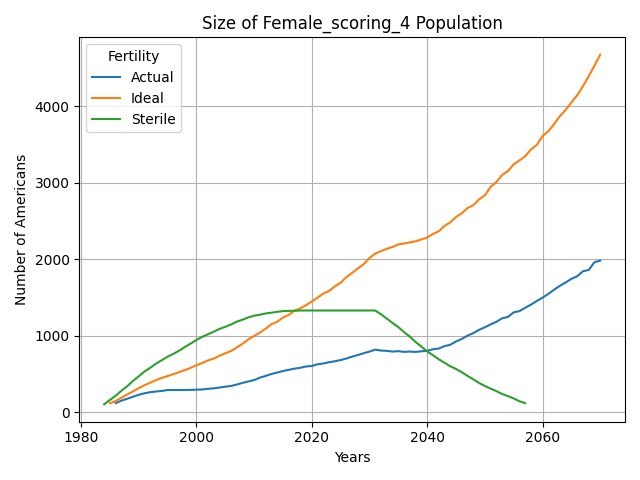 Size of Female_scoring_4 Population
Fertility
Actual
Ideal
Sterile
Number of Americans
4000
3000
2000
1000
0
1980
2000
2020
2040
2060
Years